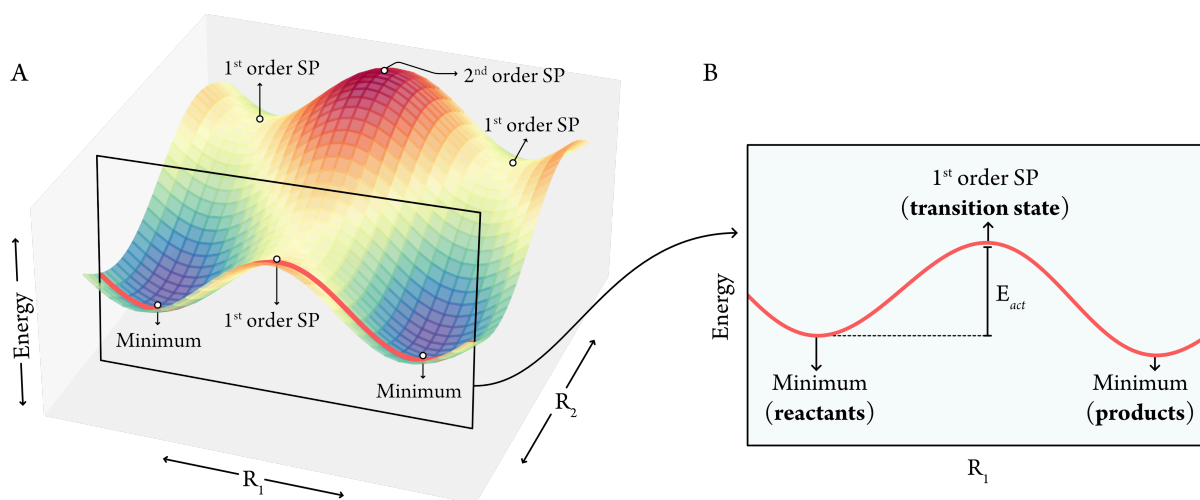 A
1st order SP
2nd order SP
1st order SP
Energy
Minimum
1st order SP
Minimum
R1
R2
B
1st order SP
(transition state)
Energy
Eact
Minimum
(reactants)
Minimum
(products)
R1